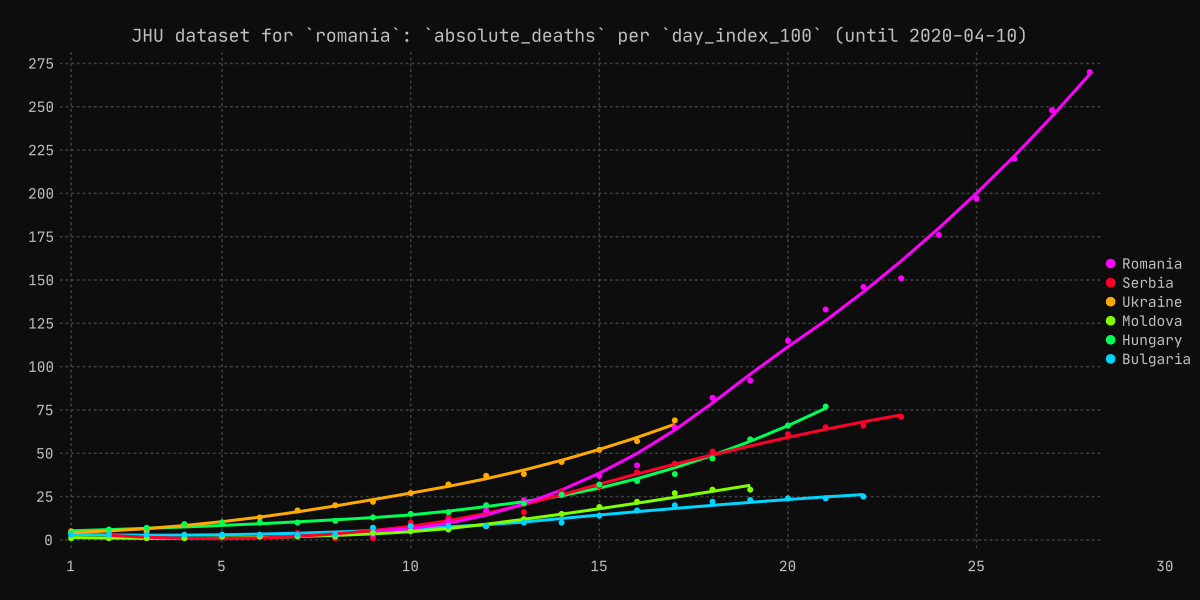 JHU dataset for `romania`: `absolute_deaths` per `day_index_100` (until 2020-04-10)
275
250
225
200
175
150
125
100
75
50
25
0
1 5 10 15 20 25 30
Romania
Serbia
Ukraine
Moldova
Hungary
Bulgaria